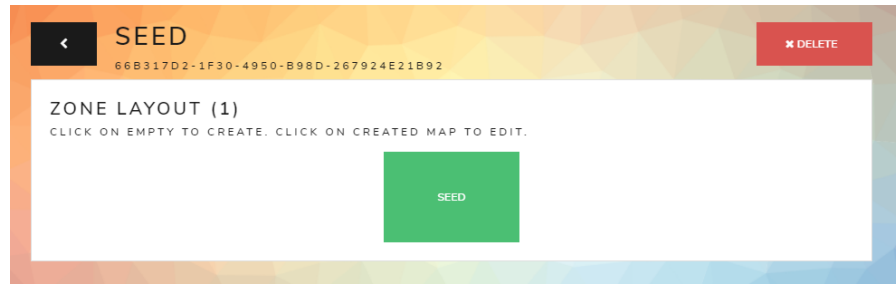 SEED
✖ DELETE
66B317D2-1F30-4950-B98D-267924E21B92
ZONE LAYOUT (1)
CLICK ON EMPTY TO CREATE. CLICK ON CREATED MAP TO EDIT.
SEED